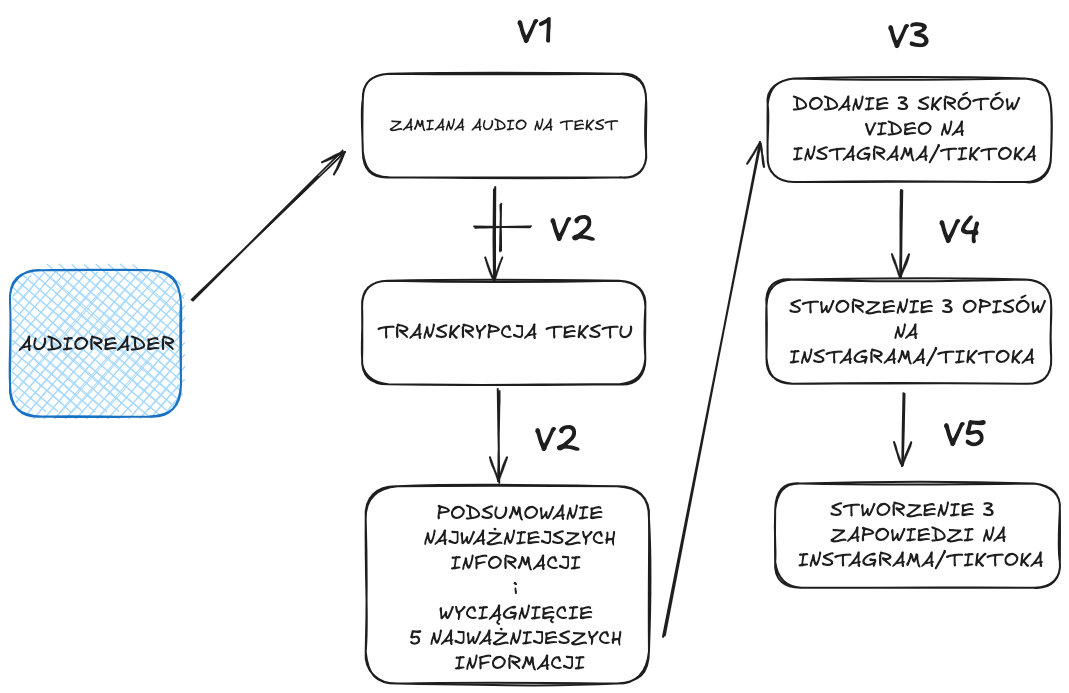 AUDIOREADER
V1
ZAMIANA AUDIO NA TEKST
V2
TRANSKRYPCJA TEKSTU
V2
PODSUMOWANIE
NAJWAŻNIEJSZYCH
INFORMACJI
i
WYCIĄGNIĘCIE
5 NAJWAŻNIJESZYCH
INFORMACJI
V3
DODANIE 3 SKRÓTÓW
VIDEO NA
INSTAGRAMA/TIKTOKA
V4
STWORZENIE 3 OPISÓW
NA
INSTAGRAMA/TIKTOKA
V5
STWORZENIE 3
ZAPOWIEDZI NA
INSTAGRAMA/TIKTOKA